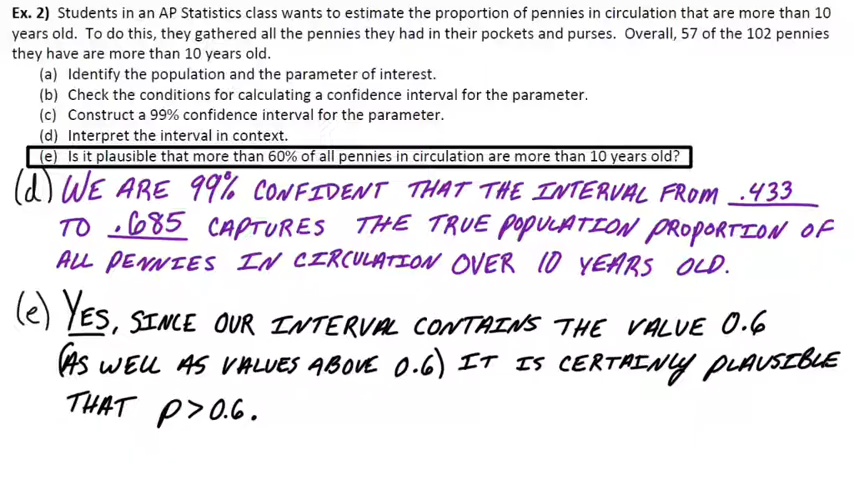 Ex. 2) Students in an AP Statistics class wants to estimate the proportion of pennies in circulation that are more than 10
years old. To do this, they gathered all the pennies they had in their pockets and purses. Overall, 57 of the 102 pennies
they have are more than 10 years old.
(a) Identify the population and the parameter of interest.
(b) Check the conditions for calculating a confidence interval for the parameter.
(c) Construct a 99% confidence interval for the parameter.
(d) Interpret the interval in context.
(e) Is it plausible that more than 60% of all pennies in circulation are more than 10 years old?
(d) WE ARE 99% CONFIDENT THAT THE INTERVAL FROM .433
TO .685 CAPTURES THE TRUE POPULATION PROPORTION OF
ALL PENNIES IN CIRCULATION OVER 10 YEARS OLD.
(e) YES, SINCE OUR INTERVAL CONTAINS THE VALUE 0.6
(AS WELL AS VALUES ABOVE 0.6) IT IS CERTAINLY PLAUSIBLE
THAT p>0.6.